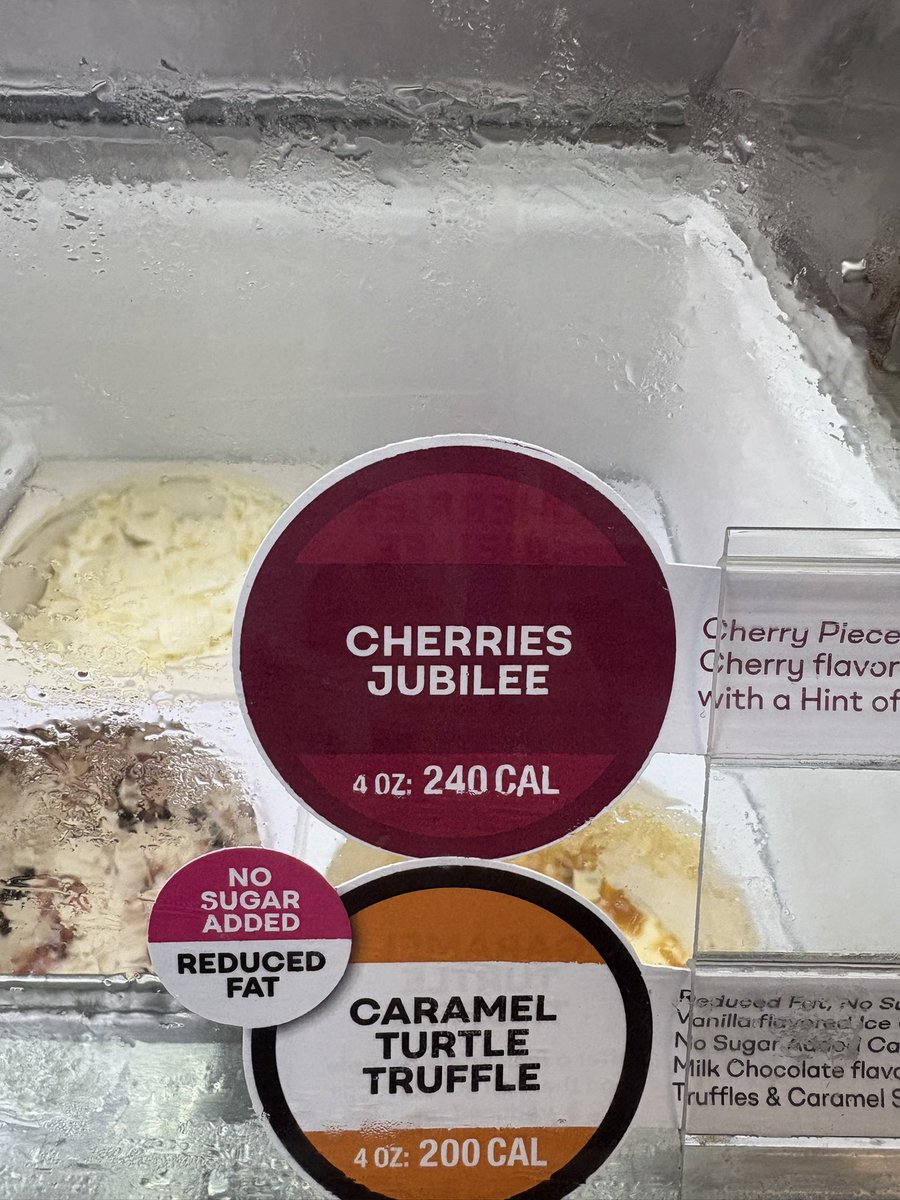 CHERRIES
JUBILEE
4 OZ: 240 CAL
Cherry Piece
Cherry flavor
with a Hint of
NO
SUGAR
ADDED
REDUCED
FAT
CARAMEL
TURTLE
TRUFFLE
4 OZ: 200 CAL
Reduced Fat, No Su
Vanilla flavored Ice
No Sugar Added Ca
Milk Chocolate flavo
Truffles & Caramel S